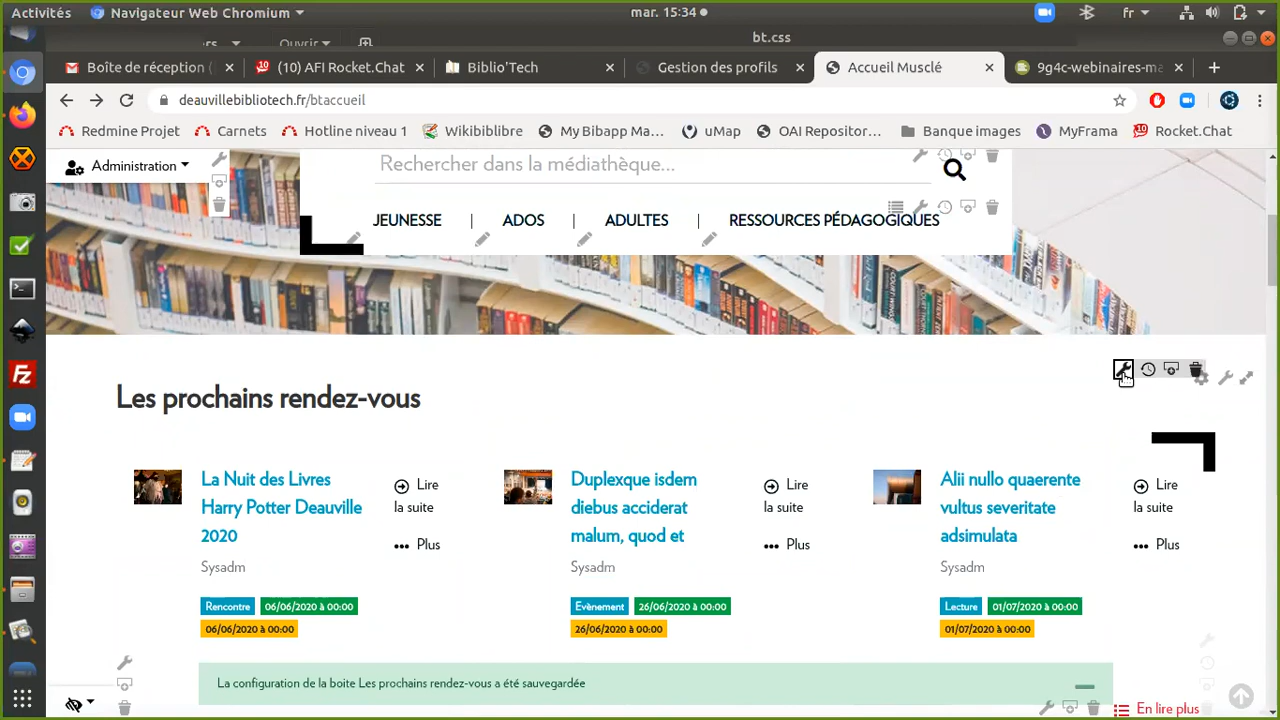 Activités
Navigateur Web Chromium
mar. 15:34
fr
Ouvrir
bt.css
Boîte de réception (
(10) AFI Rocket.Chat
Biblio'Tech
Gestion des profils
Accueil Musclé
9g4c-webinaires-ma
deauvillebibliotech.fr/btaccueil
Redmine Projet
Carnets
Hotline niveau 1
Wikibiblibre
My Bibapp Ma...
uMap
OAI Repositor...
Banque images
MyFrama
Rocket.Chat
Administration
Rechercher dans la médiathèque...
JEUNESSE | ADOS | ADULTES | RESSOURCES PÉDAGOGIQUES
Les prochains rendez-vous
La Nuit des Livres
Harry Potter Deauville
2020
Sysadm
Rencontre 06/06/2020 à 00:00
06/06/2020 à 00:00
Lire
la suite
Plus
Duplexque isdem
diebus acciderat
malum, quod et
Sysadm
Evènement 26/06/2020 à 00:00
26/06/2020 à 00:00
Lire
la suite
Plus
Alii nullo quaerente
vultus severitate
adsimulata
Sysadm
Lecture 01/07/2020 à 00:00
01/07/2020 à 00:00
Lire
la suite
Plus
La configuration de la boite Les prochains rendez-vous a été sauvegardée
En lire plus